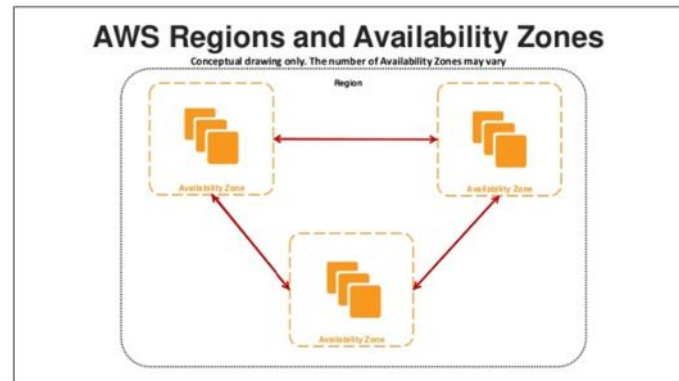 AWS Regions and Availability Zones
Conceptual drawing only. The number of Availability Zones may vary
Region
Availability Zone
Availability Zone
Availability Zone